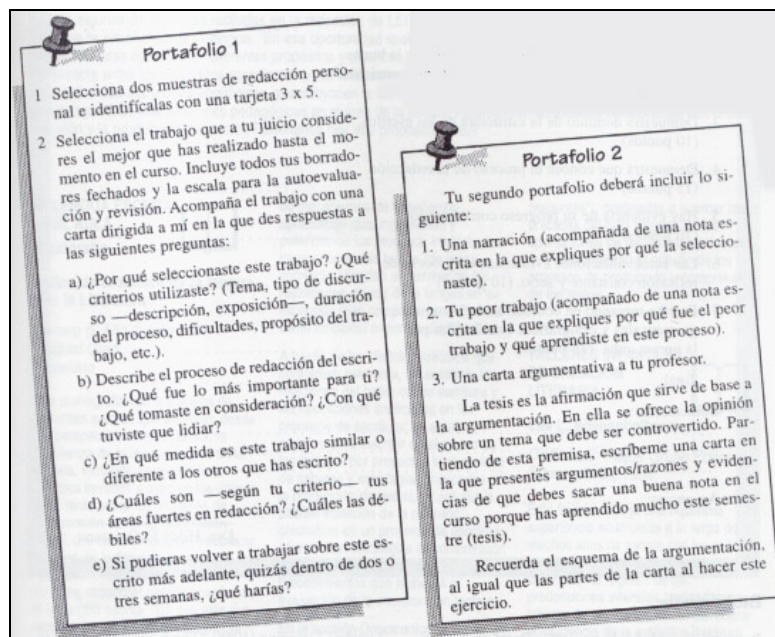 Portafolio 1
1 Selecciona dos muestras de redacción perso-
nal e identifícalas con una tarjeta 3 x 5.
2 Selecciona el trabajo que a tu juicio conside-
res el mejor que has realizado hasta el mo-
mento en el curso. Incluye todos tus borrado-
res fechados y la escala para la autoevalua-
ción y revisión. Acompaña el trabajo con una
carta dirigida a mí en la que des respuestas a
las siguientes preguntas:
a) ¿Por qué seleccionaste este trabajo? ¿Qué
criterios utilizaste? (Tema, tipo de discur-
so —descripción, exposición—, duración
del proceso, dificultades, propósito del tra-
bajo, etc.).
b) Describe el proceso de redacción del escri-
to. ¿Qué fue lo más importante para ti?
¿Qué tomaste en consideración? ¿Con qué
tuviste que lidiar?
c) ¿En qué medida es este trabajo similar o
diferente a los otros que has escrito?
d) ¿Cuáles son —según tu criterio— tus
áreas fuertes en redacción? ¿Cuáles las dé-
biles?
e) Si pudieras volver a trabajar sobre este es-
crito más adelante, quizás dentro de dos o
tres semanas, ¿qué harías?
Portafolio 2
Tu segundo portafolio deberá incluir lo si-
guiente:
1. Una narración (acompañada de una nota es-
crita en la que expliques por qué la seleccio-
naste).
2. Tu peor trabajo (acompañado de una nota es-
crita en la que expliques por qué fue el peor
trabajo y qué aprendiste en este proceso).
3. Una carta argumentativa a tu profesor.
La tesis es la afirmación que sirve de base a
la argumentación. En ella se ofrece la opinión
sobre un tema que debe ser controvertido. Par-
tiendo de esta premisa, escríbeme una carta en
la que presentes argumentos/razones y eviden-
cias de que debes sacar una buena nota en el
curso porque has aprendido mucho este semes-
tre (tesis).
Recuerda el esquema de la argumentación,
al igual que las partes de la carta al hacer este
ejercicio.